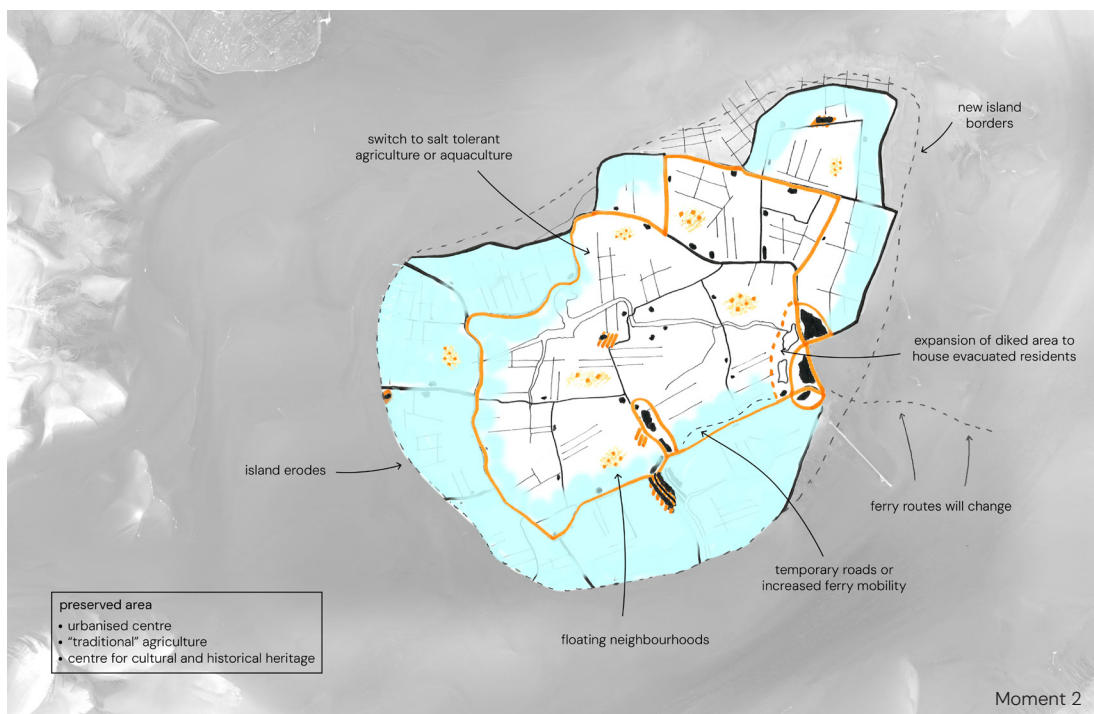 new island
borders
switch to salt tolerant
agriculture or aquaculture
expansion of diked area to
house evacuated residents
island erodes
ferry routes will change
temporary roads or
increased ferry mobility
floating neighbourhoods
preserved area
• urbanised centre
• “traditional” agriculture
• centre for cultural and historical heritage
Moment 2